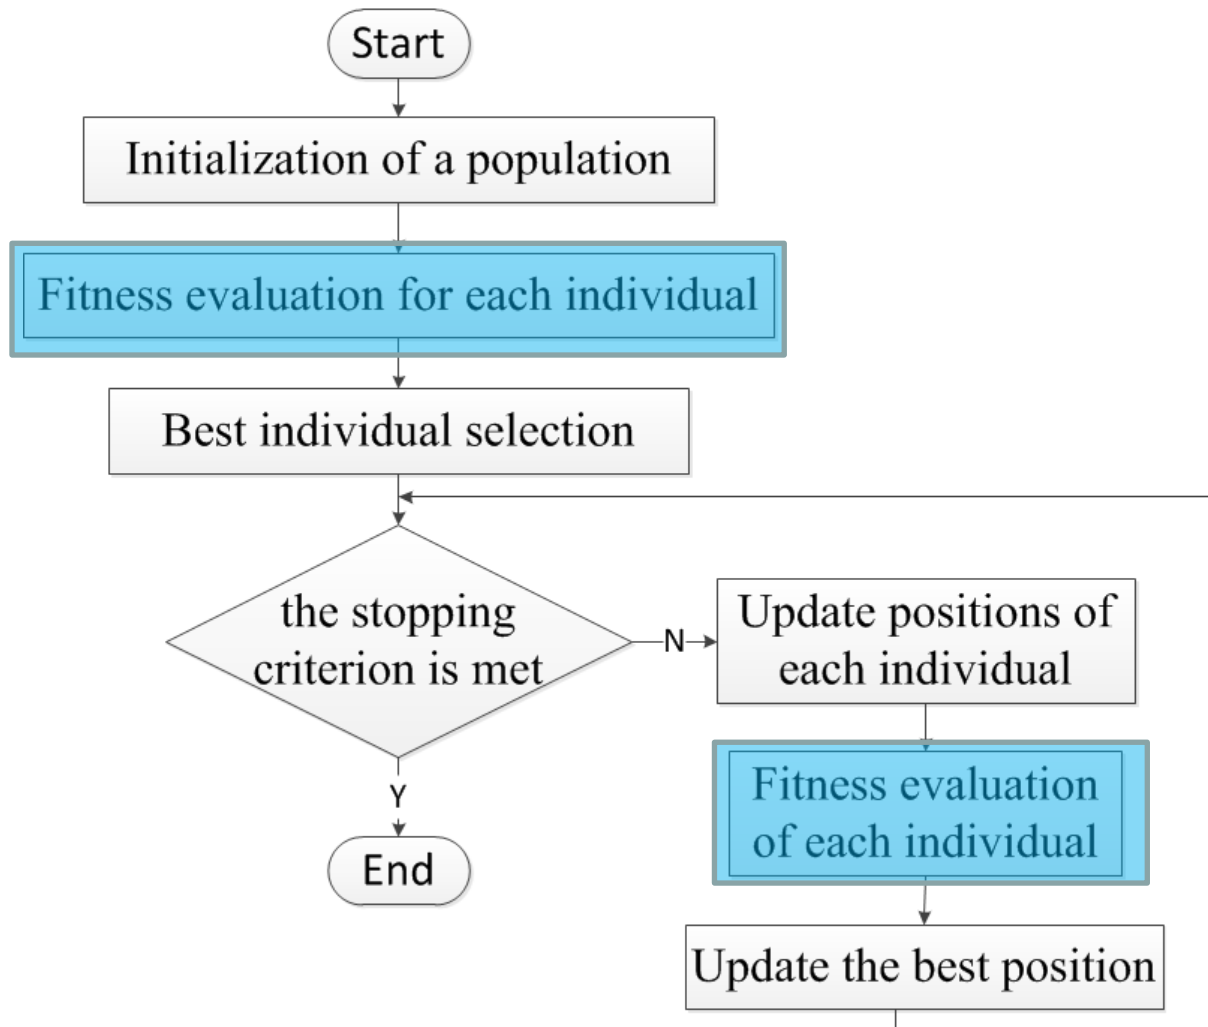 Start
Initialization of a population
Fitness evaluation for each individual
Best individual selection
the stopping
criterion is met
N
Update positions of
each individual
Y
Fitness evaluation
of each individual
End
Update the best position